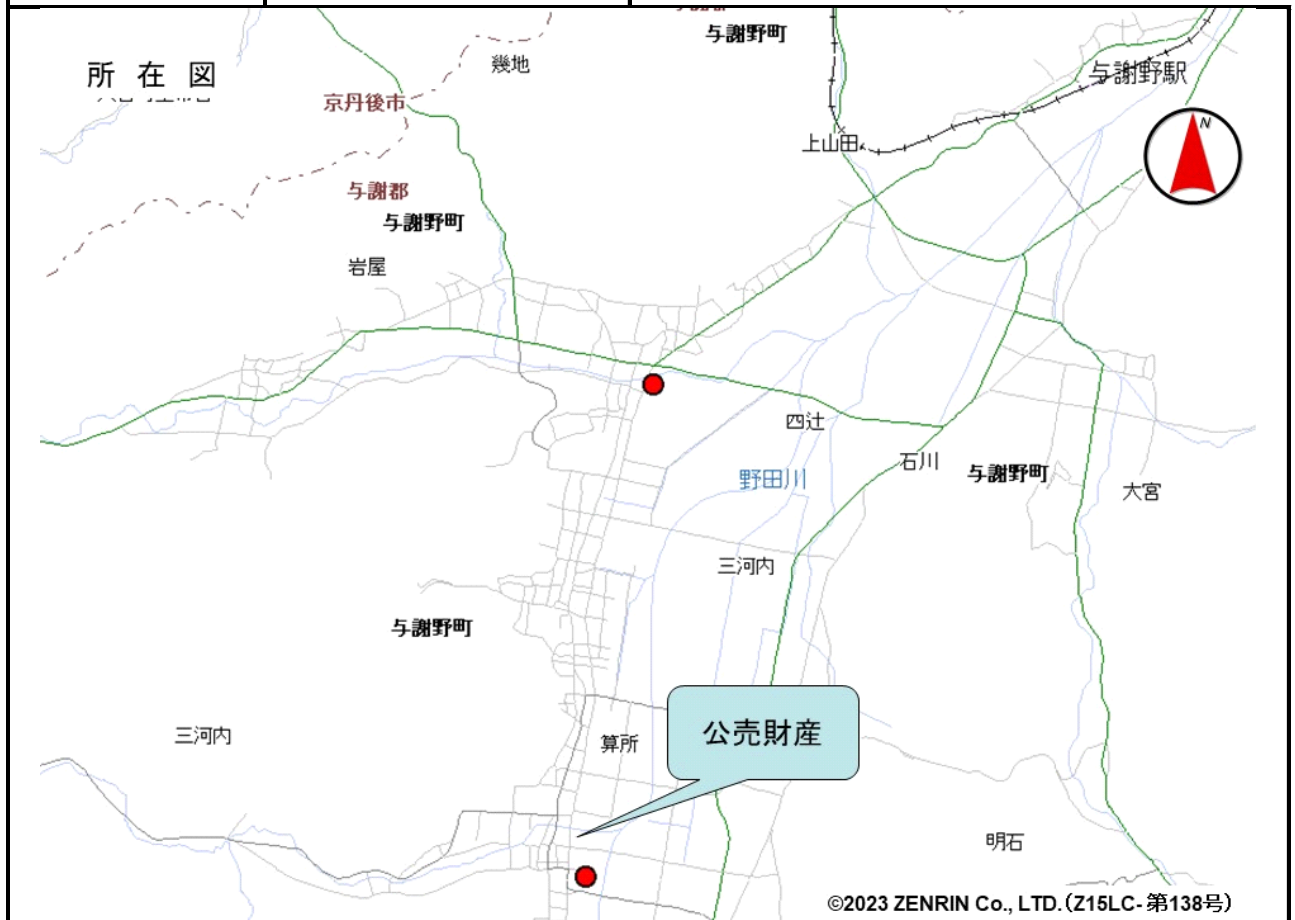 与謝野町
所在図
幾地
与謝野駅
京丹後市
N
上山田
与謝郡
与謝野町
岩屋
四辻
石川
与謝野町
野田川
大宮
三河内
与謝野町
三河内
算所
公売財産
明石
©2023 ZENRIN Co., LTD.(Z15LC-第138号)